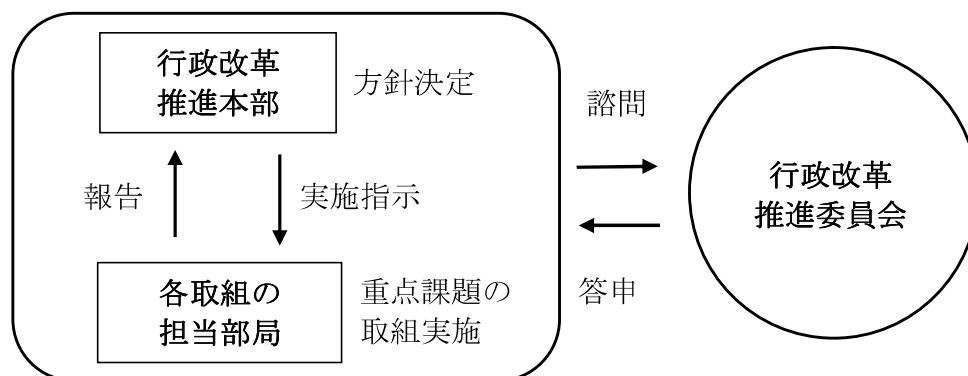 行政改革
推進本部
方針決定
報告
実施指示
各取組の
担当部局
重点課題の
取組実施
諮問
答申
行政改革
推進委員会